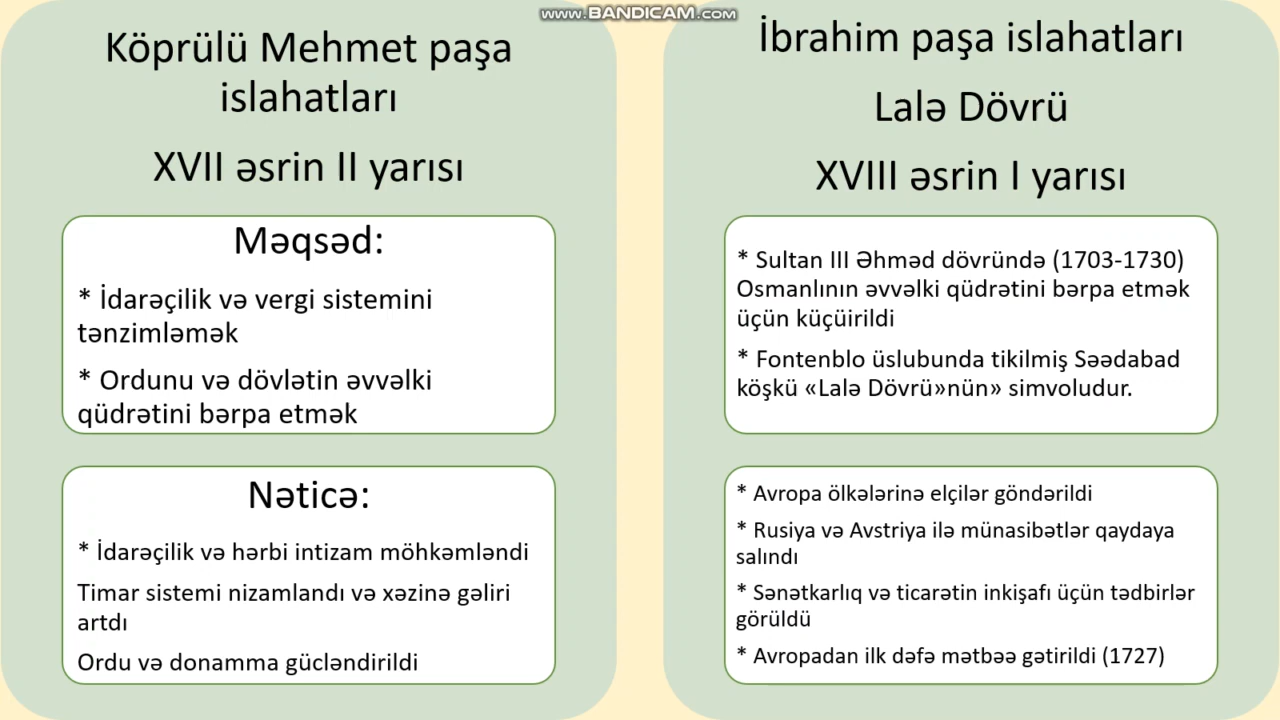 www.BANDICAM.com
Köprülü Mehmet paşa
islahatları
XVII əsrin II yarısı
Məqsəd:
* İdarəçilik və vergi sistemini
tənzimləmək
* Ordunu və dövlətin əvvəlki
qüdrətini bərpa etmək
Nəticə:
* İdarəçilik və hərbi intizam möhkəmləndi
Timar sistemi nizamlandı və xəzinə gəliri
artdı
Ordu və donamma gücləndirildi
İbrahim paşa islahatları
Lalə Dövrü
XVIII əsrin I yarısı
* Sultan III Əhməd dövründə (1703-1730)
Osmanlının əvvəlki qüdrətini bərpa etmək
üçün küçüirildi
* Fontenblo üslubunda tikilmiş Səədabad
köşkü «Lalə Dövrü»nün» simvoludur.
* Avropa ölkələrinə elçilər göndərildi
* Rusiya və Avstriya ilə münasibətlər qaydaya
salındı
* Sənətkarlıq və ticarətin inkişafı üçün tədbirlər
görüldü
* Avropadan ilk dəfə mətbəə gətirildi (1727)